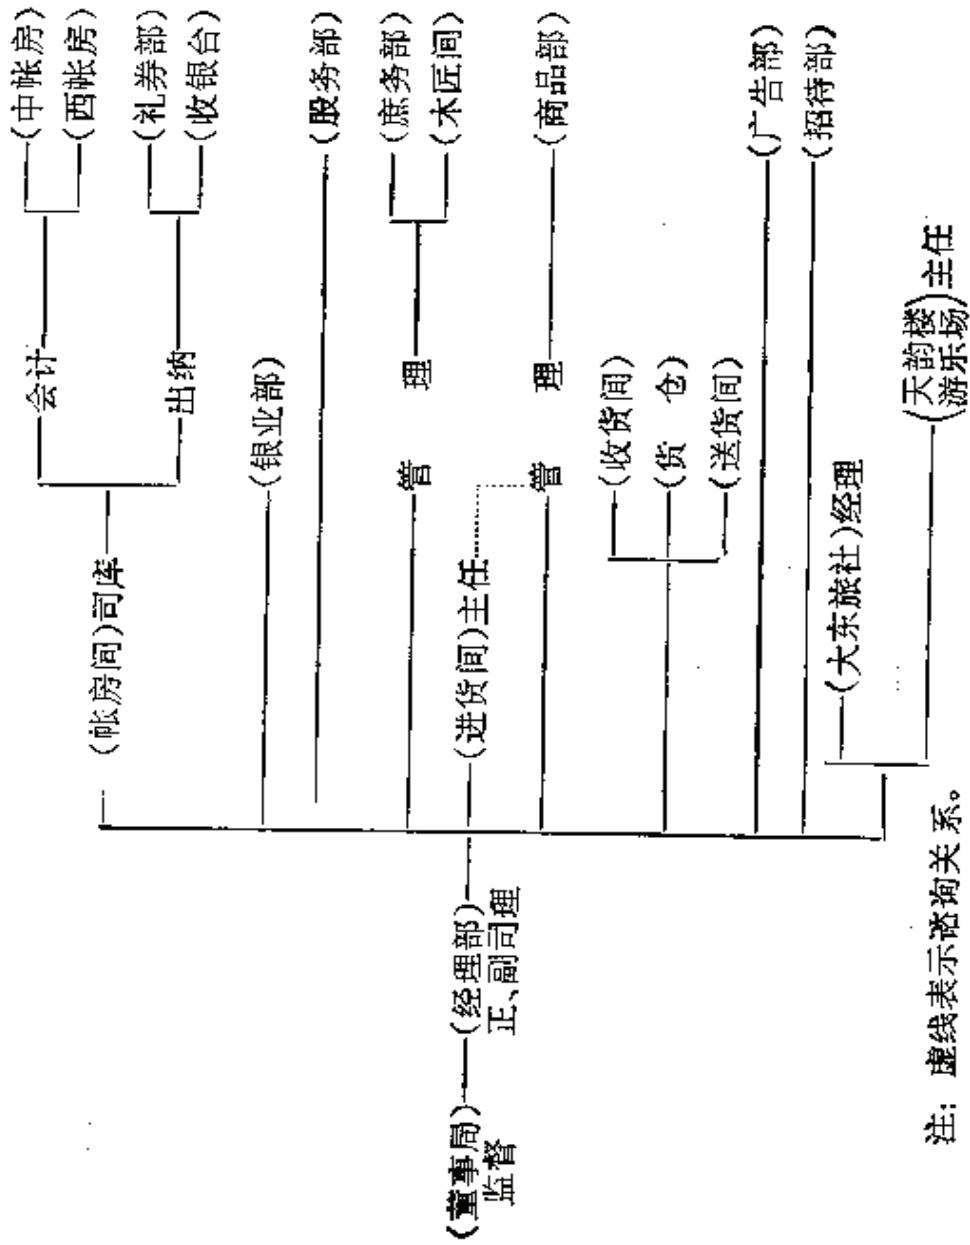 (董事局)
监督
(经理部)
正、副司理
(帐房间)司库
会计
(中帐房)
(西帐房)
出纳
(礼券部)
(收银台)
(银业部)
(股务部)
管理
(庶务部)
(木匠间)
(进货间)主任
管理
(商品部)
(收货间)
(货仓)
(送货间)
(广告部)
(招待部)
(大东旅社)经理
(天韵楼
游乐场)主任
注：虚线表示谘询关系。